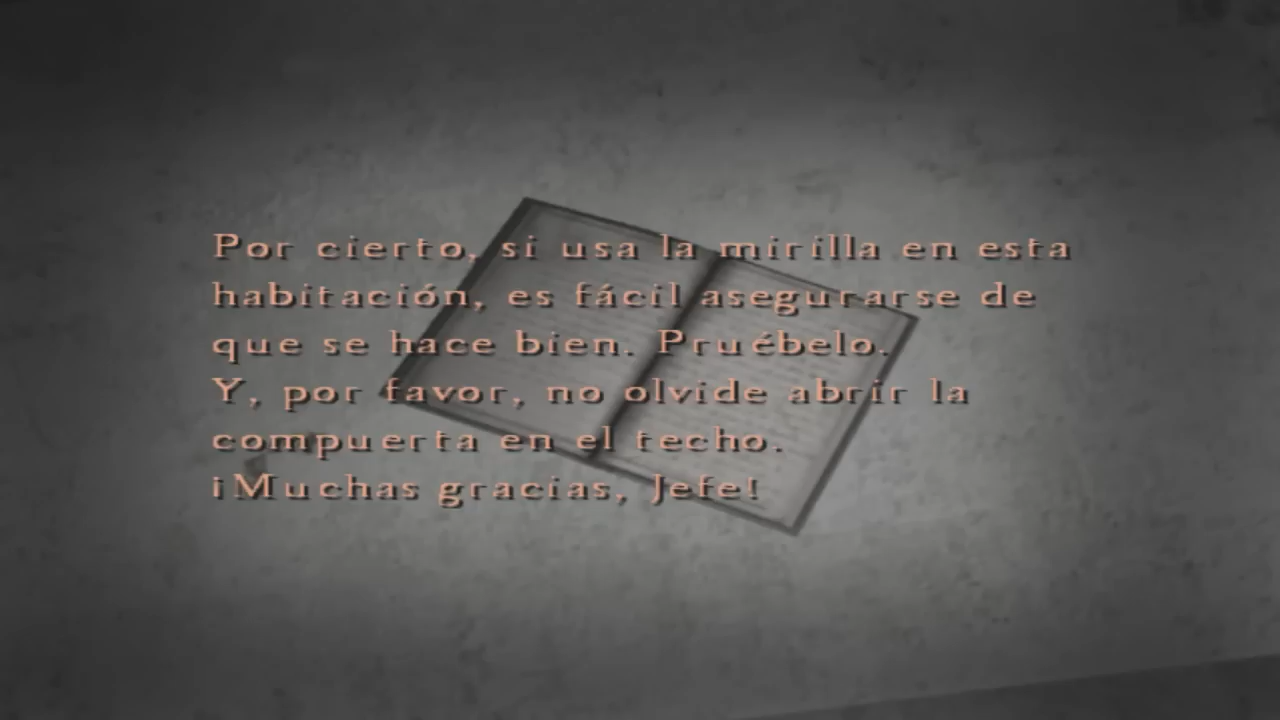 Por cierto, si usa la mirilla en esta
habitación, es fácil asegurarse de
que se hace bien. Pruébelo.
Y, por favor, no olvide abrir la
compuerta en el techo.
¡Muchas gracias, Jefe!